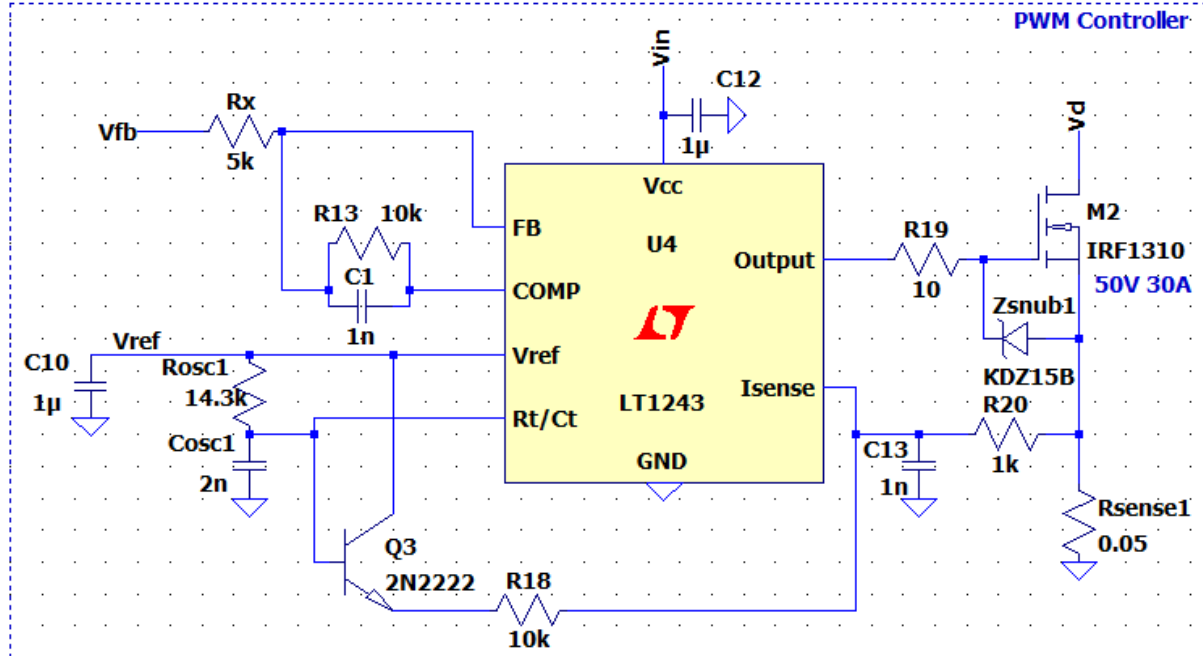 PWM Controller
Vin
C12
1µ
Rx
Vfb
5k
Vd
Vcc
R13 10k
FB
U4
R19
M2
Output
IRF1310
C1
COMP
10
50V 30A
1n
Zsnub1
Vref
Vref
C10
Rosc1
KDZ15B
1µ
14.3k
Isense
LT1243
R20
Rt/Ct
Cosc1
C13
1k
GND
2n
1n
Rsense1
0.05
Q3
2N2222
R18
10k